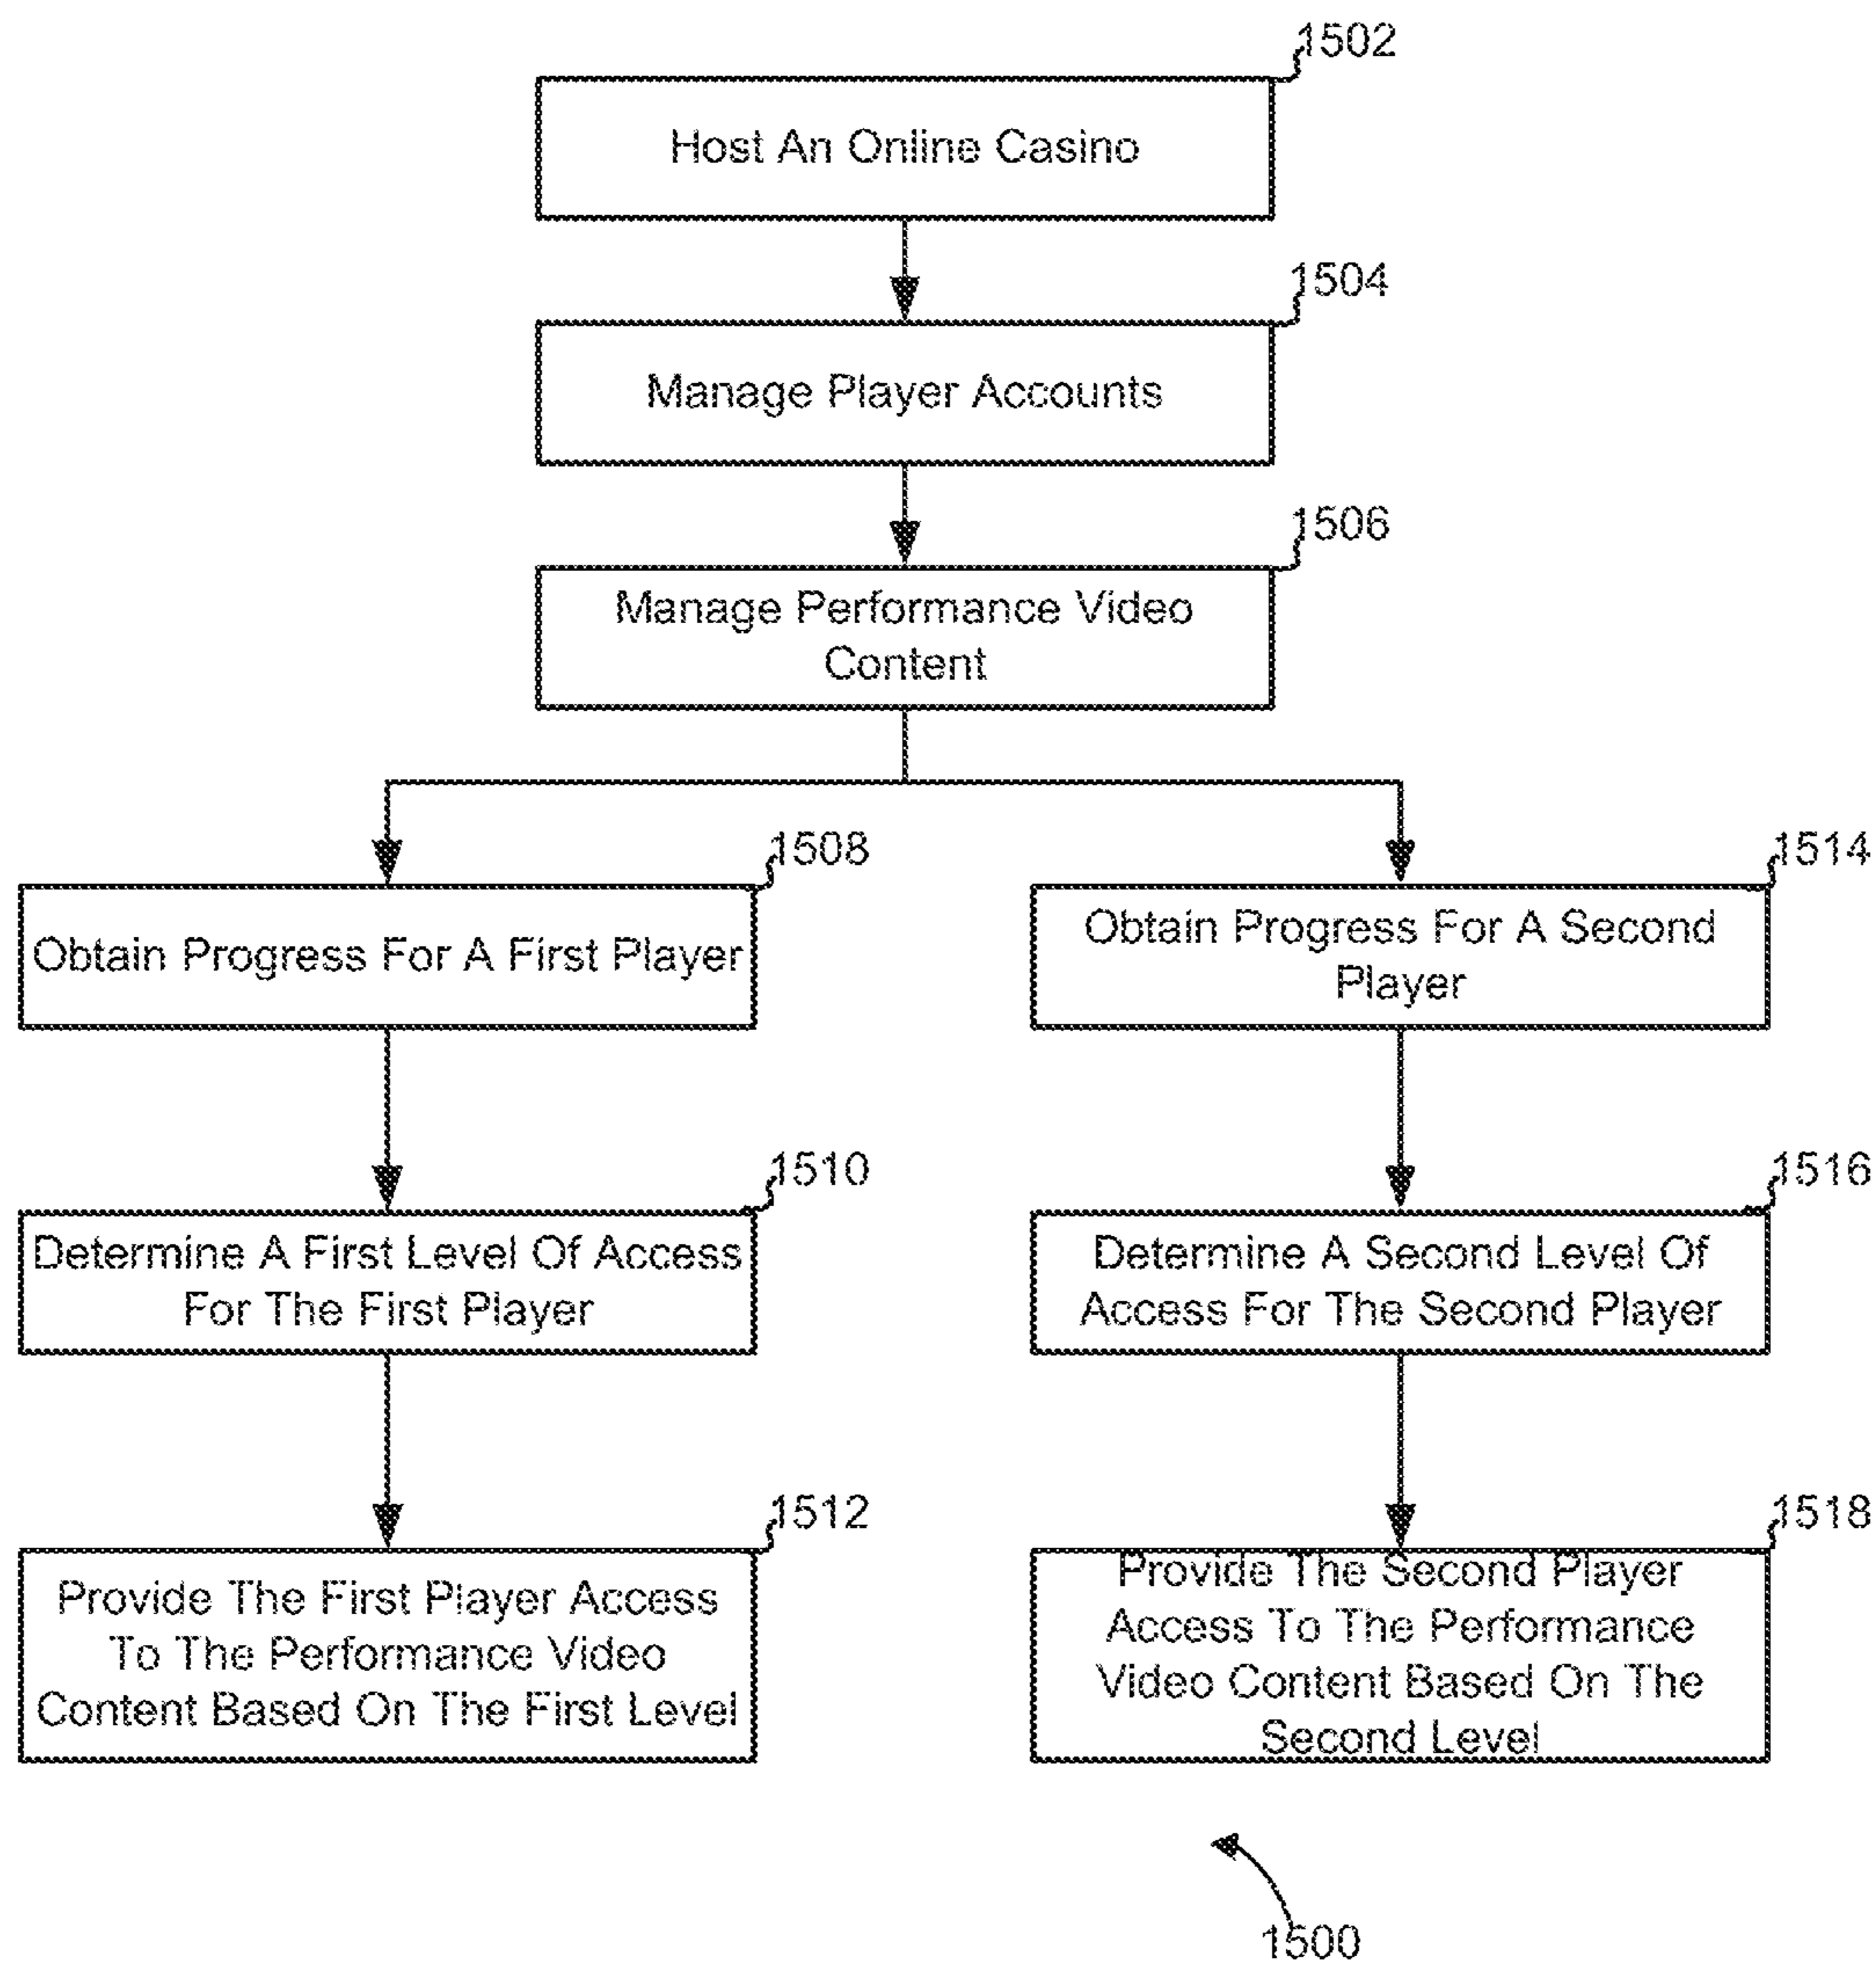 1502
Host An Online Casino
1504
Manage Player Accounts
1506
Manage Performance Video
Content
1508
Obtain Progress For A First Player
1510
Determine A First Level Of Access
For The First Player
1512
Provide The First Player Access
To The Performance Video
Content Based On The First Level
1514
Obtain Progress For A Second
Player
1516
Determine A Second Level Of
Access For The Second Player
1518
Provide The Second Player
Access To The Performance
Video Content Based On The
Second Level
1500